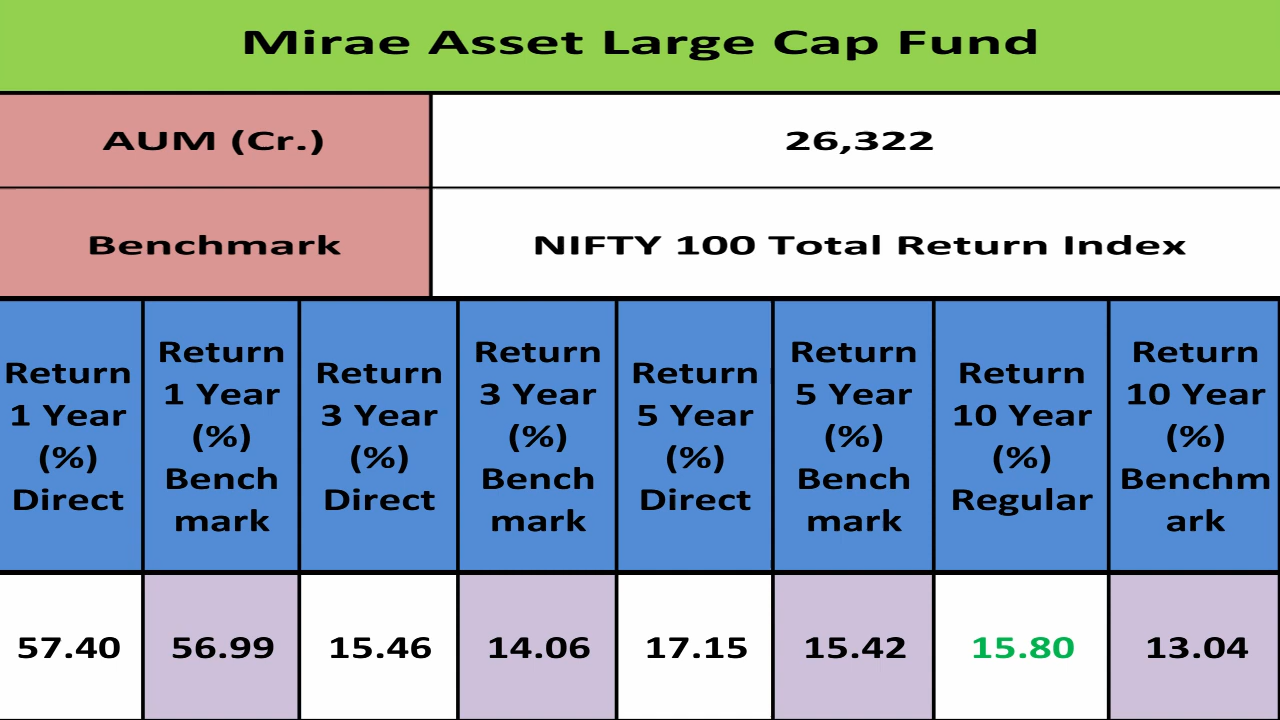 Mirae Asset Large Cap Fund
AUM (Cr.)
26,322
Benchmark
NIFTY 100 Total Return Index
Return
1 Year
(%)
Direct
Return
1 Year
(%)
Bench
mark
Return
3 Year
(%)
Direct
Return
3 Year
(%)
Bench
mark
Return
5 Year
(%)
Direct
Return
5 Year
(%)
Bench
mark
Return
10 Year
(%)
Regular
Return
10 Year
(%)
Benchm
ark
57.40
56.99
15.46
14.06
17.15
15.42
15.80
13.04